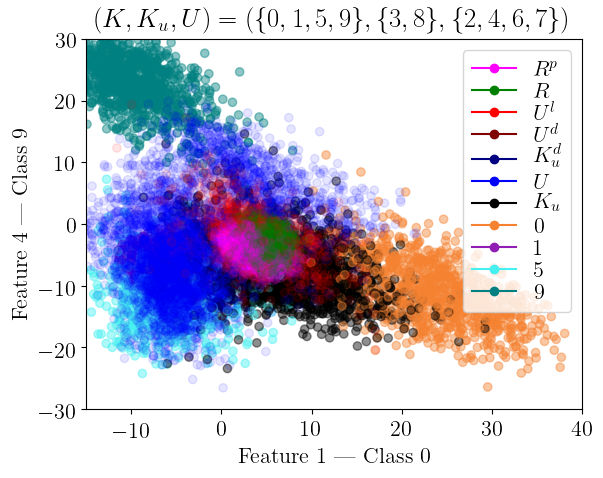 (K, K_u, U) = ({0, 1, 5, 9}, {3, 8}, {2, 4, 6, 7})
30
20
10
0
−10
−20
−30
Feature 4 — Class 9
R^p
R
U^l
U^d
K_u^d
U
K_u
0
1
5
9
−10
0
10
20
30
40
Feature 1 — Class 0